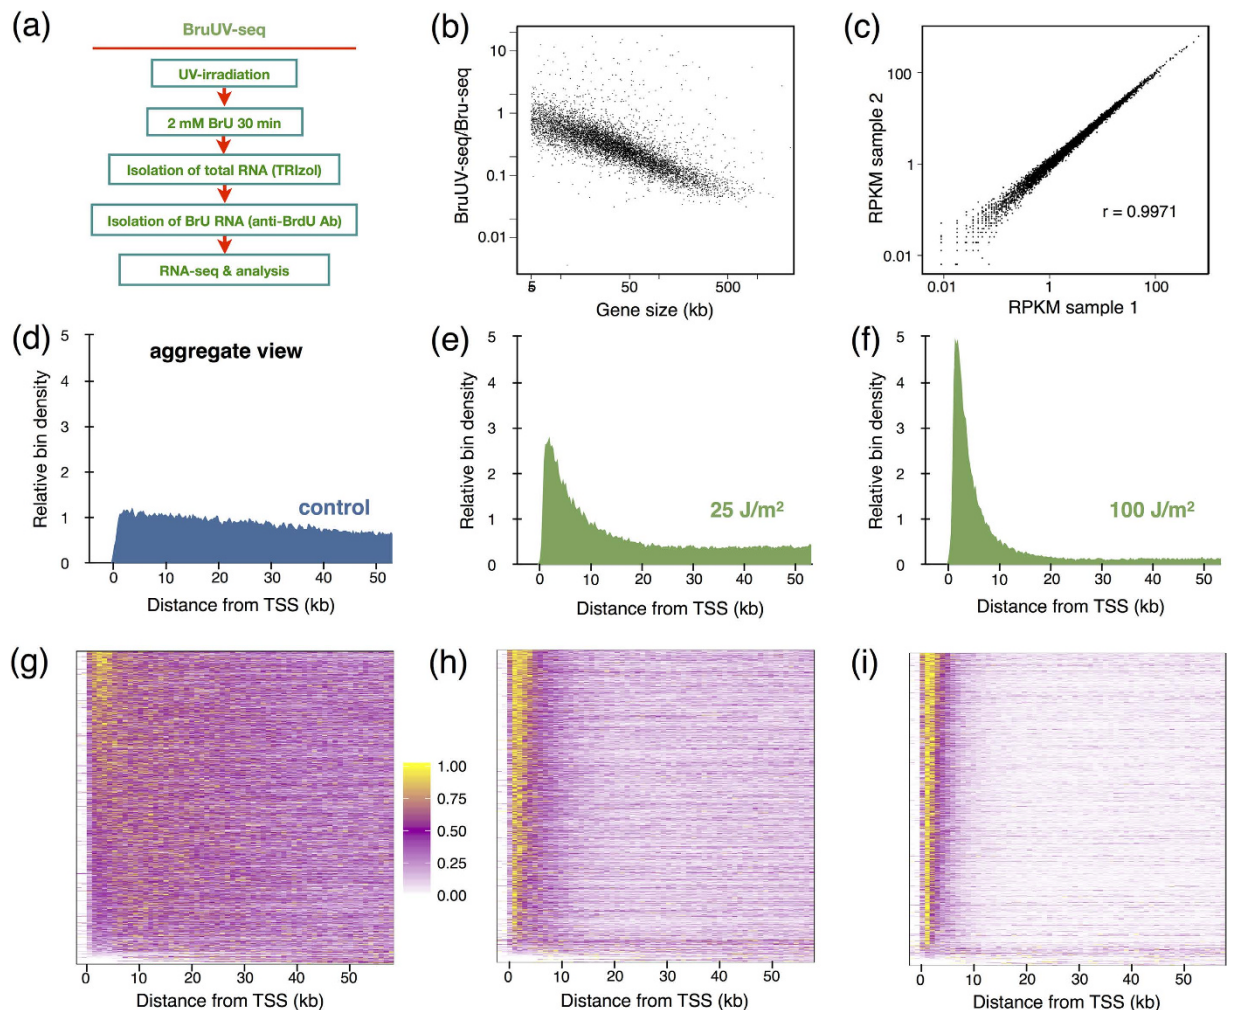 (a)
BruUV-seq
UV-irradiation
2 mM BrU 30 min
Isolation of total RNA (TRIzol)
Isolation of BrU RNA (anti-BrdU Ab)
RNA-seq & analysis
(b)
BruUV-seq/Bru-seq
10
1
0.1
0.01
5
50
500
Gene size (kb)
(c)
RPKM sample 2
100
1
0.01
r = 0.9971
0.01
1
100
RPKM sample 1
(d)
aggregate view
Relative bin density
5
4
3
2
1
0
control
0
10
20
30
40
50
Distance from TSS (kb)
(e)
Relative bin density
5
4
3
2
1
0
25 J/m²
0
10
20
30
40
50
Distance from TSS (kb)
(f)
Relative bin density
5
4
3
2
1
0
100 J/m²
0
10
20
30
40
50
Distance from TSS (kb)
(g)
0
10
20
30
40
50
Distance from TSS (kb)
1.00
0.75
0.50
0.25
0.00
(h)
0
10
20
30
40
50
Distance from TSS (kb)
(i)
0
10
20
30
40
50
Distance from TSS (kb)